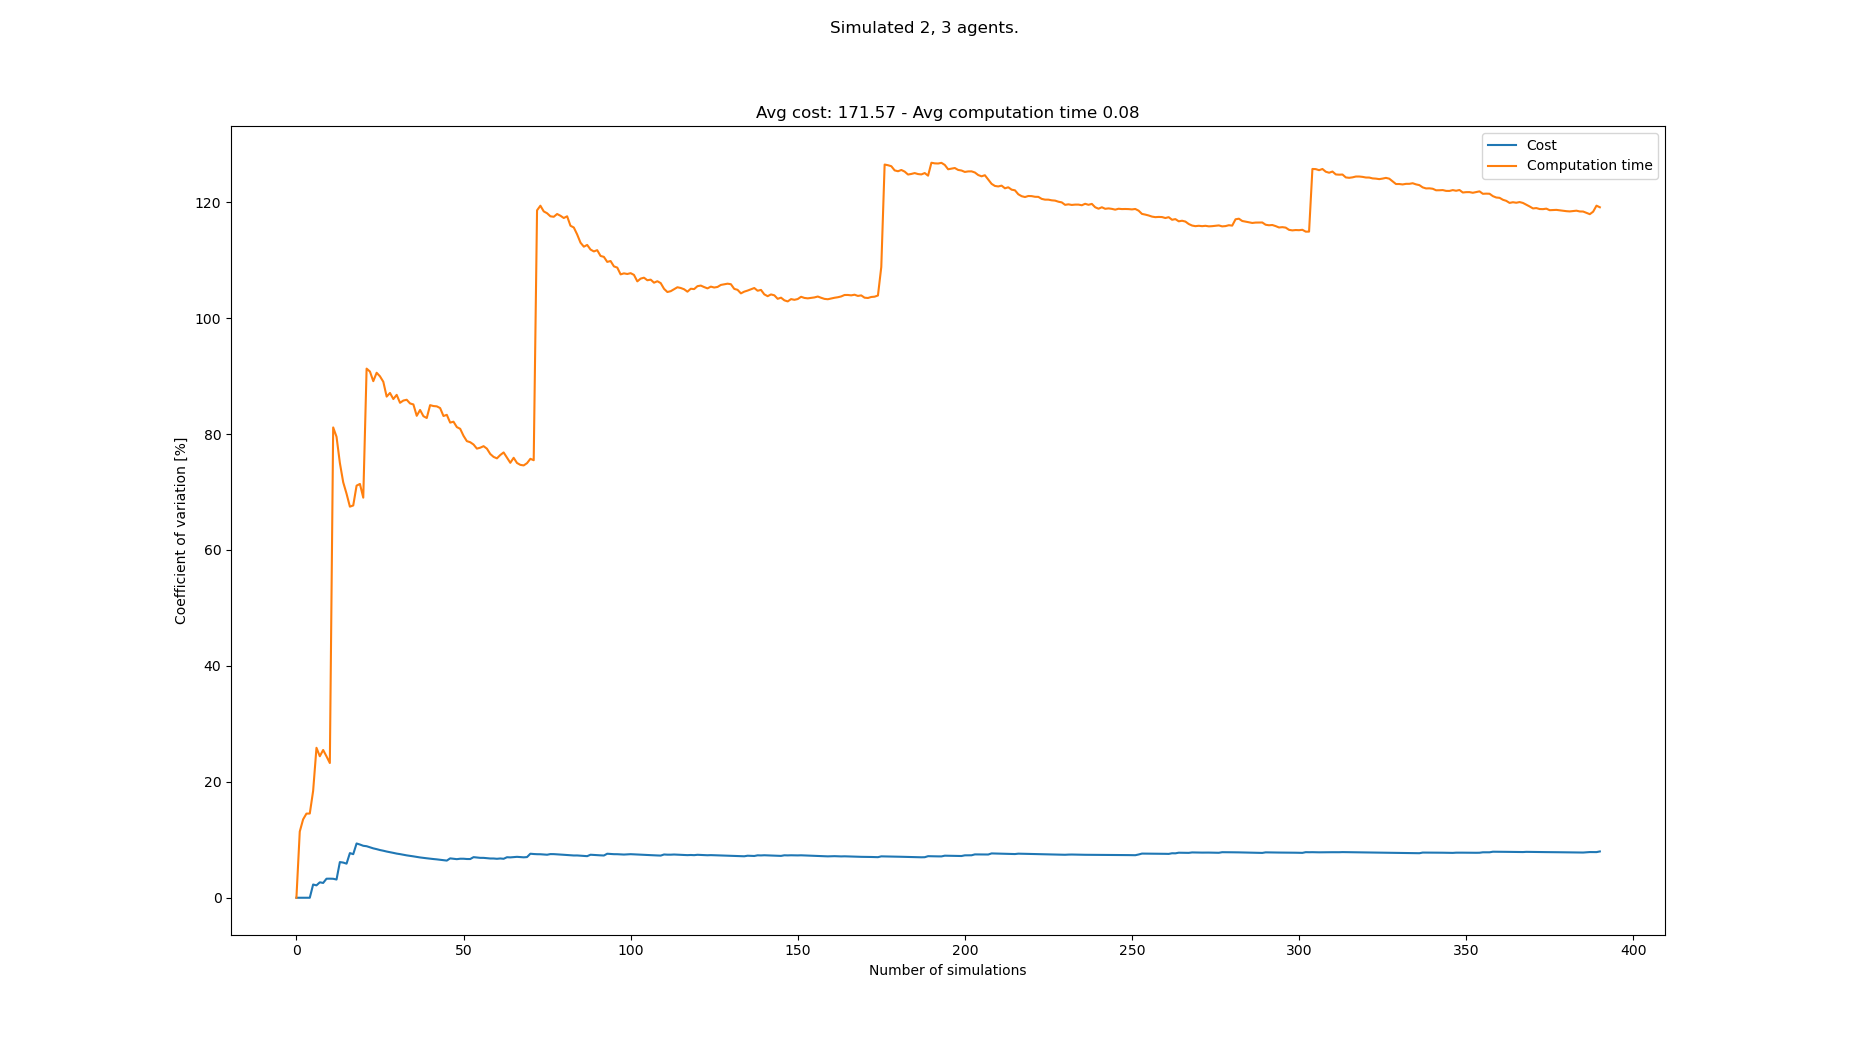 Simulated 2, 3 agents.
Avg cost: 171.57 - Avg computation time 0.08
Cost
Computation time
Coefficient of variation [%]
120
100
80
60
40
20
0
0 50 100 150 200 250 300 350 400
Number of simulations